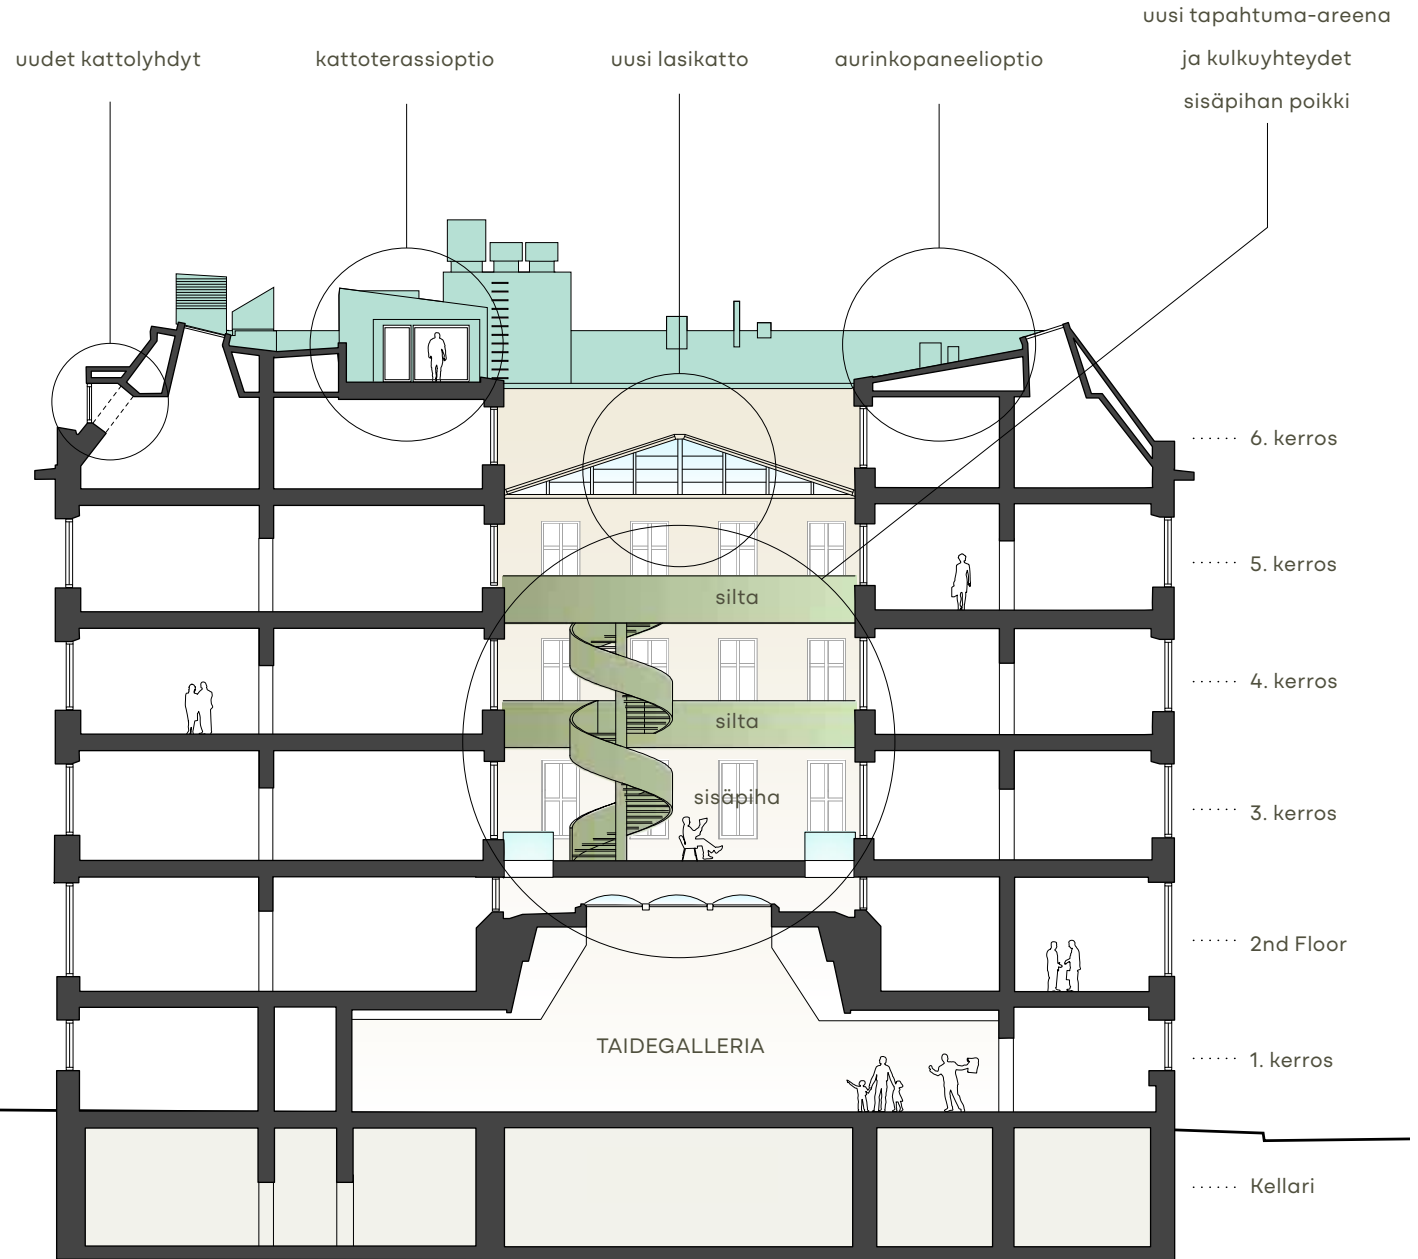 uudet kattolyhdyt
kattoterassioptio
uusi lasikatto
aurinkopaneelioptio
uusi tapahtuma-areena
ja kulkuyhteydet
sisäpihan poikki
6. kerros
5. kerros
silta
4. kerros
silta
sisäpiha
3. kerros
2nd Floor
TAIDEGALLERIA
1. kerros
Kellari